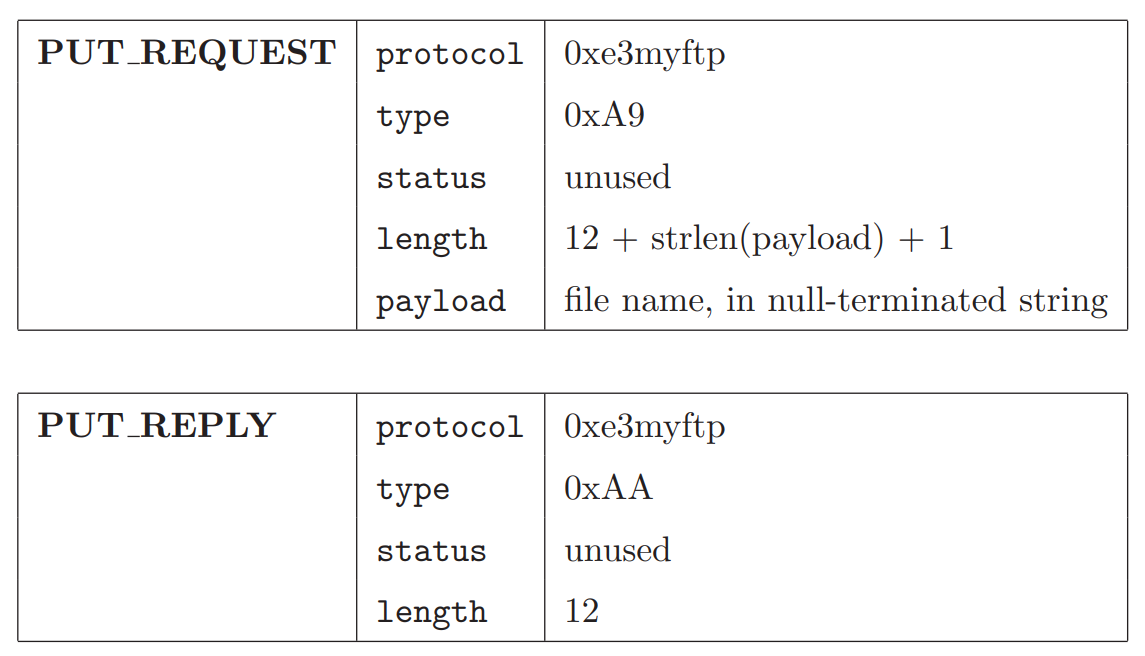 PUT_REQUEST protocol 0xe3myftp
type 0xA9
status unused
length 12 + strlen(payload) + 1
payload file name, in null-terminated string
PUT_REPLY protocol 0xe3myftp
type 0xAA
status unused
length 12